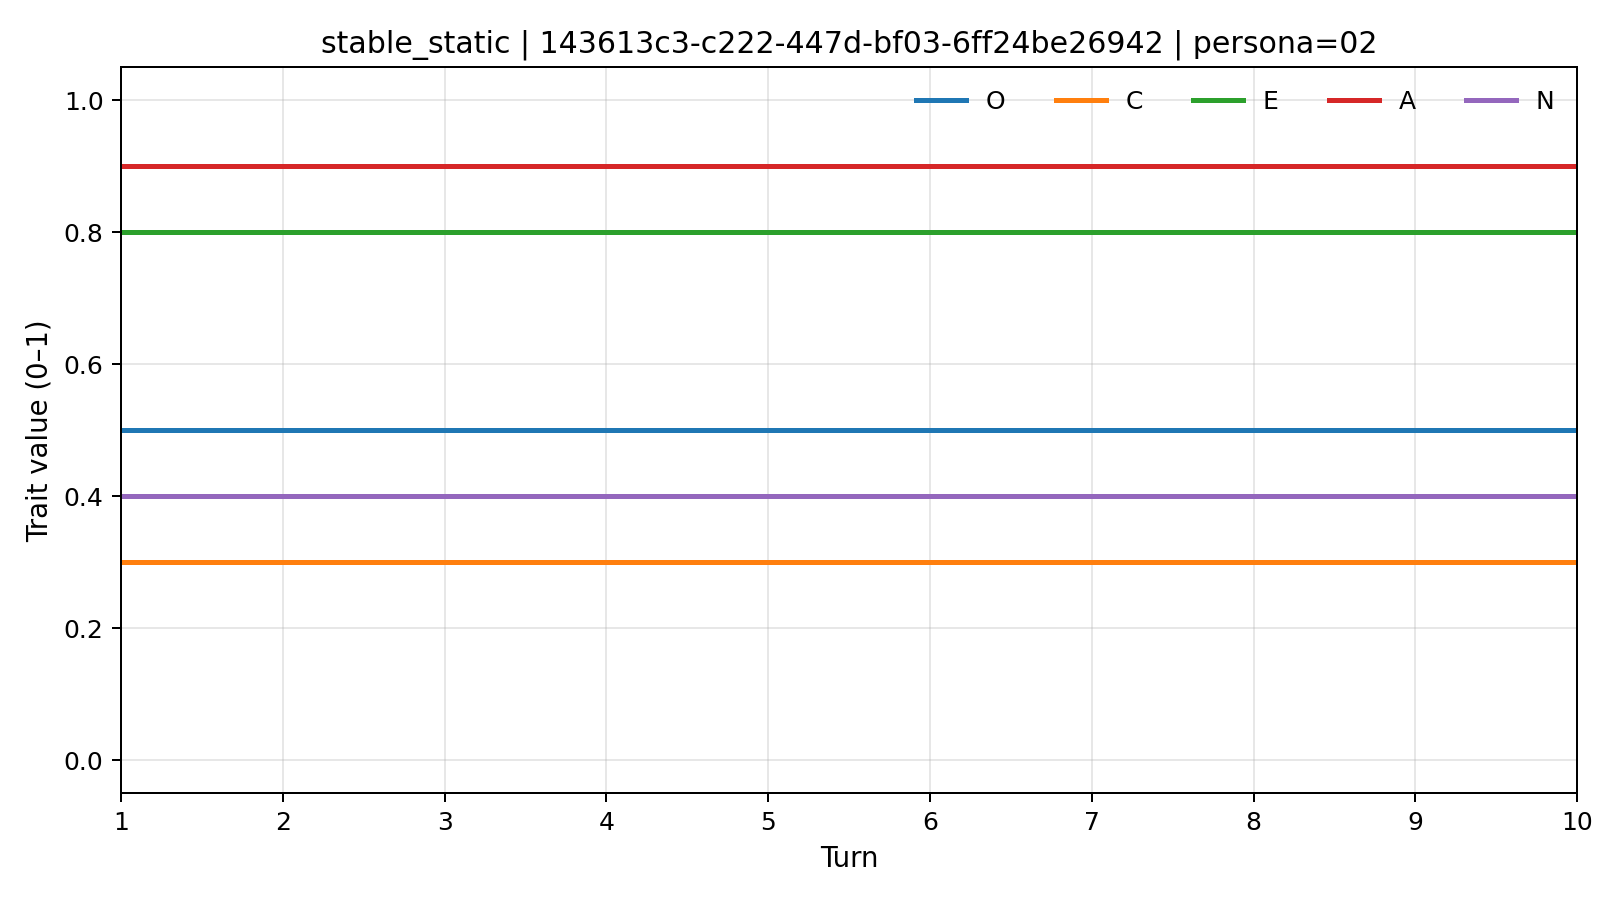 stable_static | 143613c3-c222-447d-bf03-6ff24be26942 | persona=02
O C E A N
Trait value (0–1)
1.0
0.8
0.6
0.4
0.2
0.0
1 2 3 4 5 6 7 8 9 10
Turn